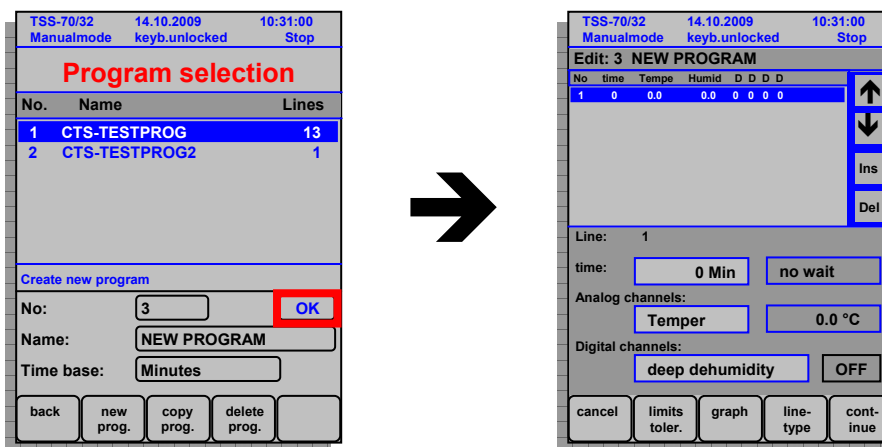 TSS-70/32 14.10.2009 10:31:00
Manualmode keyb.unlocked Stop
Program selection
No. Name Lines
1 CTS-TESTPROG 13
2 CTS-TESTPROG2 1
Create new program
No: 3 OK
Name: NEW PROGRAM
Time base: Minutes
back new prog. copy prog. delete prog.
TSS-70/32 14.10.2009 10:31:00
Manualmode keyb.unlocked Stop
Edit: 3 NEW PROGRAM
No time Tempe Humid D D D D
1 0 0.0 0.0 0 0 0 0
Ins
Del
Line: 1
time: 0 Min no wait
Analog channels:
Temper 0.0 °C
Digital channels:
deep dehumidity OFF
cancel limits toler. graph line- type cont- inue